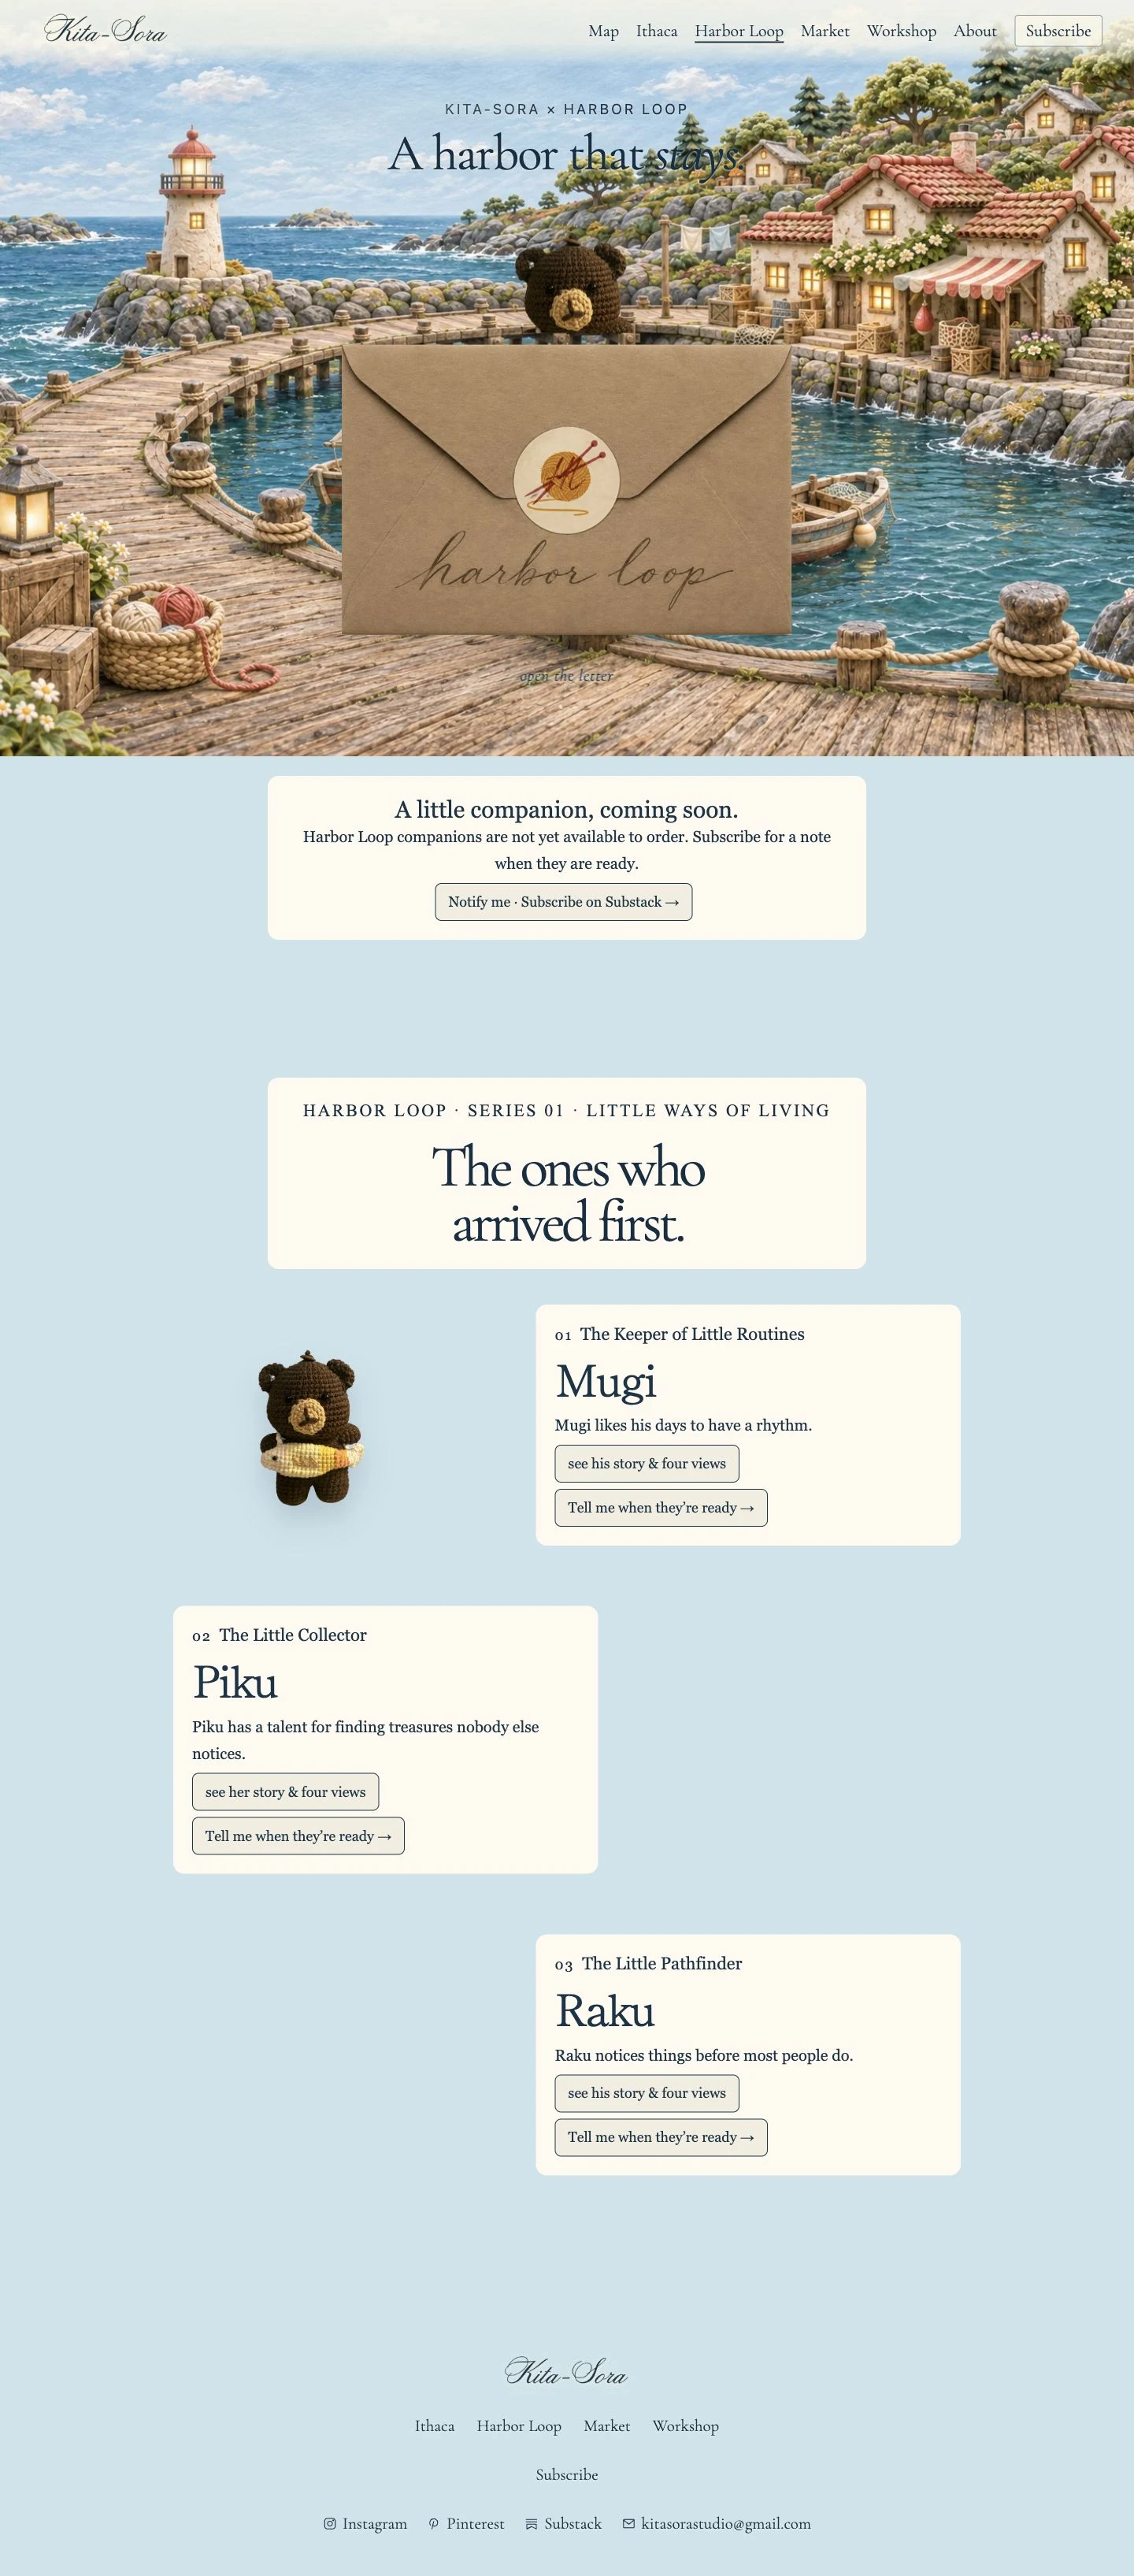 Kita-Sora
Map Ithaca Harbor Loop Market Workshop About Subscribe
KITA-SORA × HARBOR LOOP
A harbor that stays.
harbor loop
open the letter
A little companion, coming soon.
Harbor Loop companions are not yet available to order. Subscribe for a note
when they are ready.
Notify me · Subscribe on Substack →
HARBOR LOOP · SERIES 01 · LITTLE WAYS OF LIVING
The ones who
arrived first.
01 The Keeper of Little Routines
Mugi
Mugi likes his days to have a rhythm.
see his story & four views
Tell me when they’re ready →
02 The Little Collector
Piku
Piku has a talent for finding treasures nobody else
notices.
see her story & four views
Tell me when they’re ready →
03 The Little Pathfinder
Raku
Raku notices things before most people do.
see his story & four views
Tell me when they’re ready →
Kita-Sora
Ithaca Harbor Loop Market Workshop
Subscribe
Instagram Pinterest Substack kitasorastudio@gmail.com